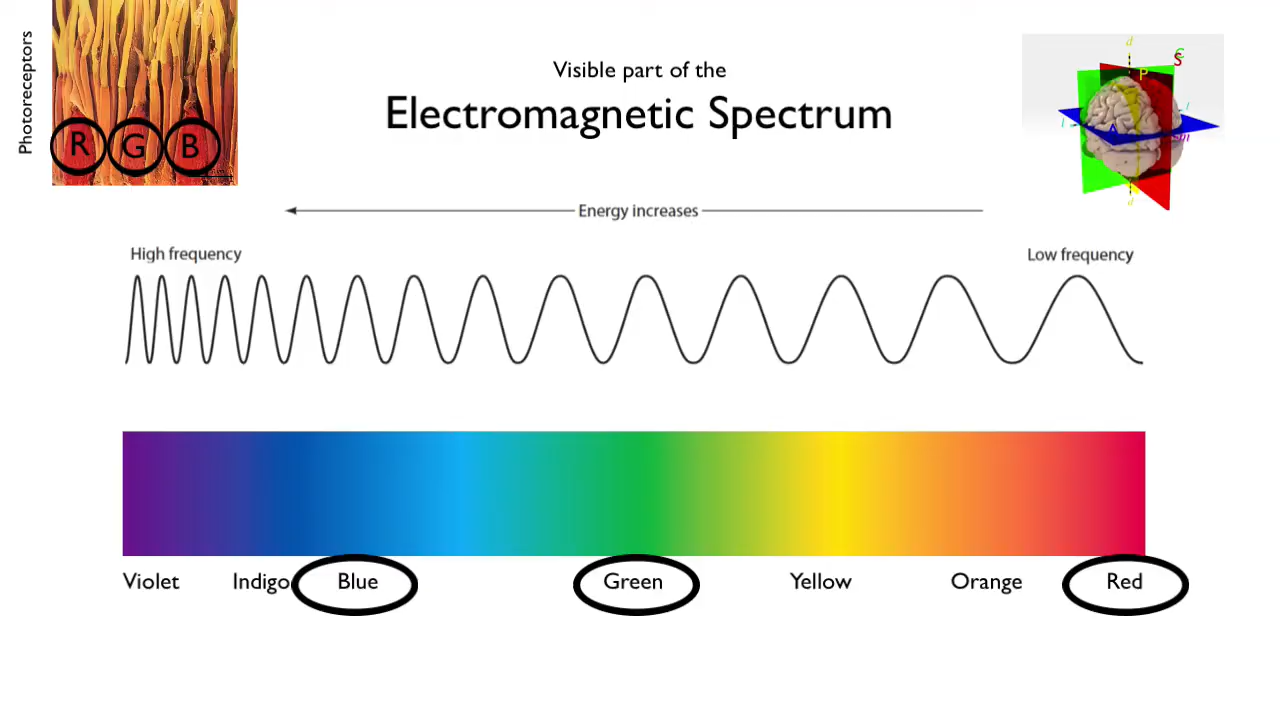 Photoreceptors
R G B
Visible part of the
Electromagnetic Spectrum
d
C
S
P
l
l
A
d
Energy increases
High frequency
Low frequency
Violet
Indigo
Blue
Green
Yellow
Orange
Red